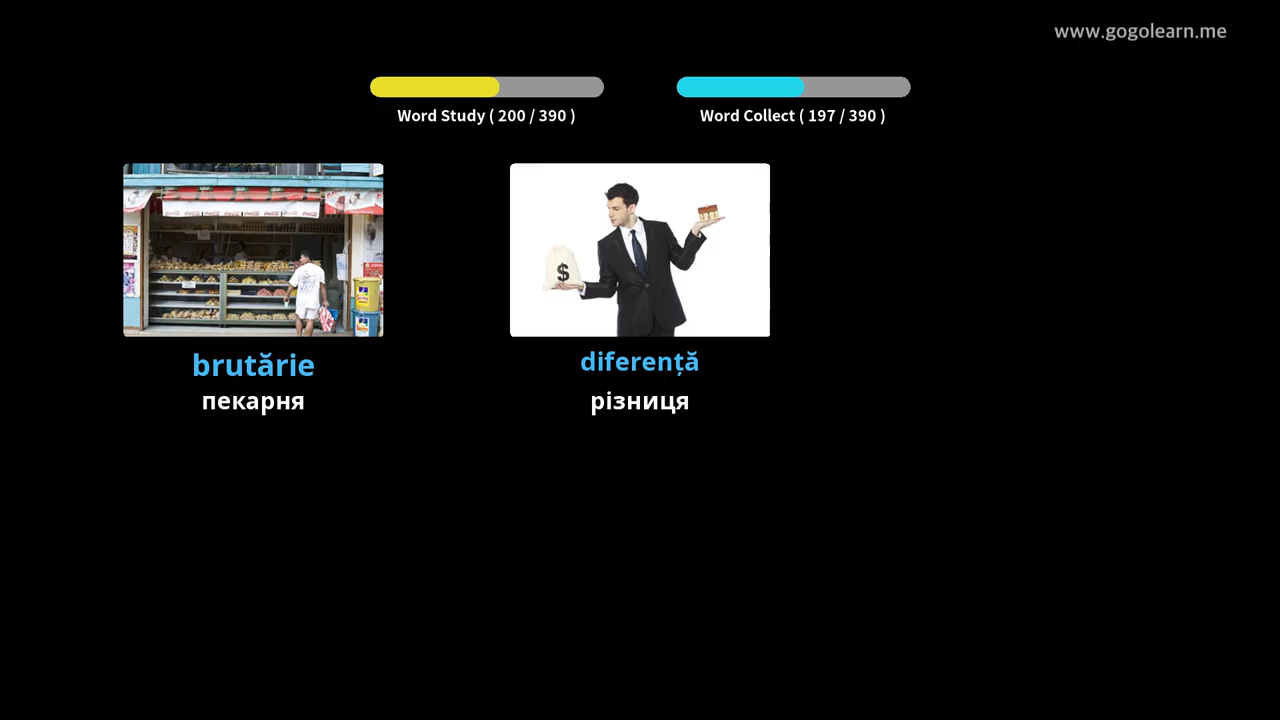 www.gogolearn.me
Word Study ( 200 / 390 )
Word Collect ( 197 / 390 )
$
brutărie
diferență
пекарня
різниця